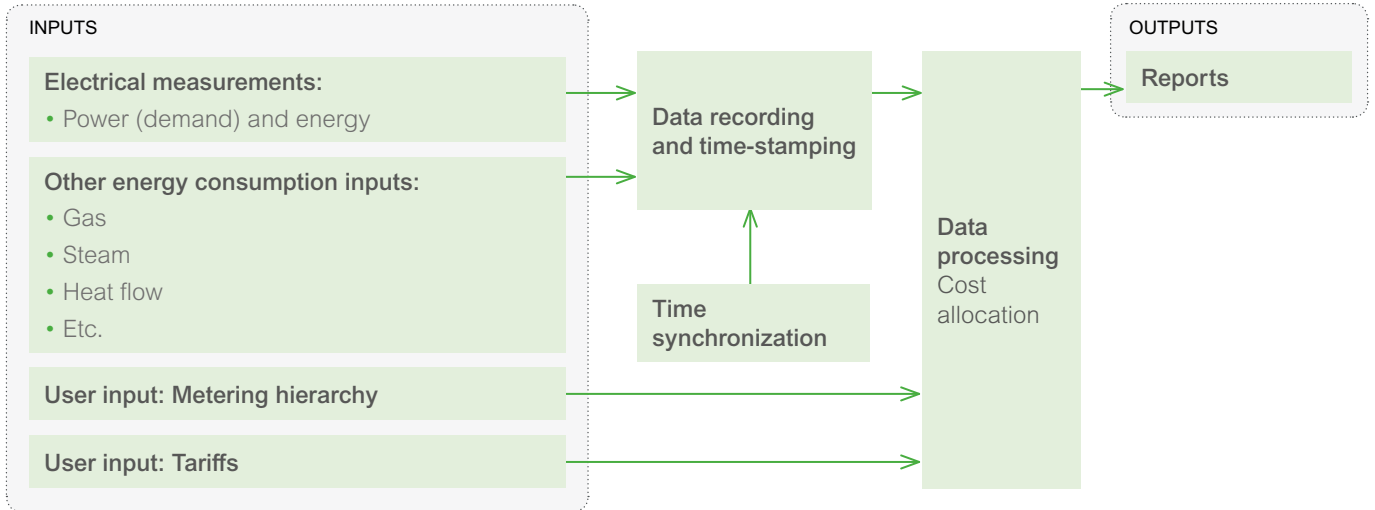 INPUTS
Electrical measurements:
• Power (demand) and energy
Other energy consumption inputs:
• Gas
• Steam
• Heat flow
• Etc.
User input: Metering hierarchy
User input: Tariffs
Data recording
and time-stamping
Time
synchronization
Data
processing
Cost
allocation
OUTPUTS
Reports